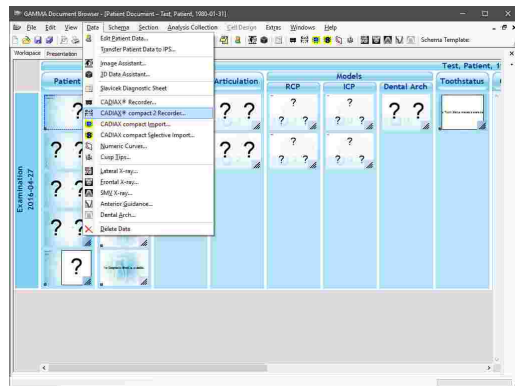 GAMMA Document Browser - [Patient Document - Test, Patient, 1980-01-31]
File Edit View Data Schema Section Analysis Collection Cell Design Extras Windows Help
Schema Template:
Workspace Presentation
Edit Patient Data...
Transfer Patient Data to IPS...
Image Assistant...
3D Data Assistant...
Slavicek Diagnostic Sheet
CADIAX® Recorder...
CADIAX® compact 2 Recorder...
CADIAX compact Import...
CADIAX compact Selective Import...
Numeric Curves...
Cusp Tips...
Lateral X-ray...
Frontal X-ray...
SMV X-ray...
Anterior Guidance...
Dental Arch...
Delete Data
Test, Patient, 1
Patient
Articulation
Models
RCP
ICP
Dental Arch
Toothstatus
Examination
2016-04-27
? ? ? ? ?
? ? ? ?
? ? ? ? ?
? ? ? ?
? ?
? ?
?